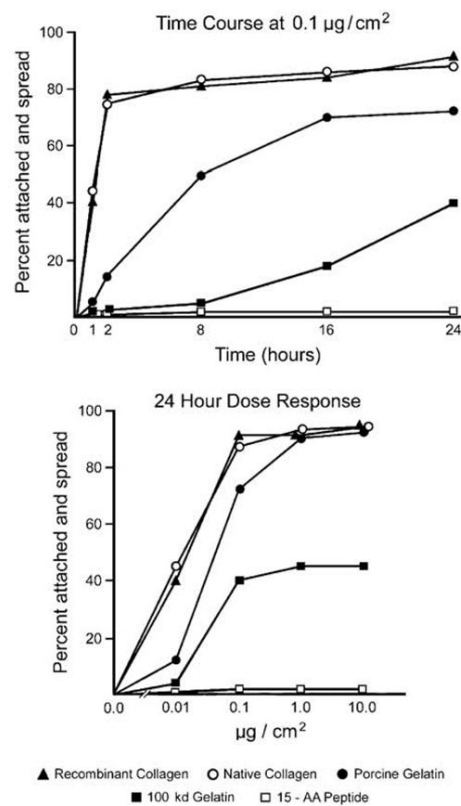 Time Course at 0.1 µg/cm²
Percent attached and spread
100
80
60
40
20
0 1 2 8 16 24
Time (hours)
24 Hour Dose Response
Percent attached and spread
100
80
60
40
20
0.0 0.01 0.1 1.0 10.0
µg / cm²
Recombinant Collagen Native Collagen Porcine Gelatin
100 kd Gelatin 15 - AA Peptide